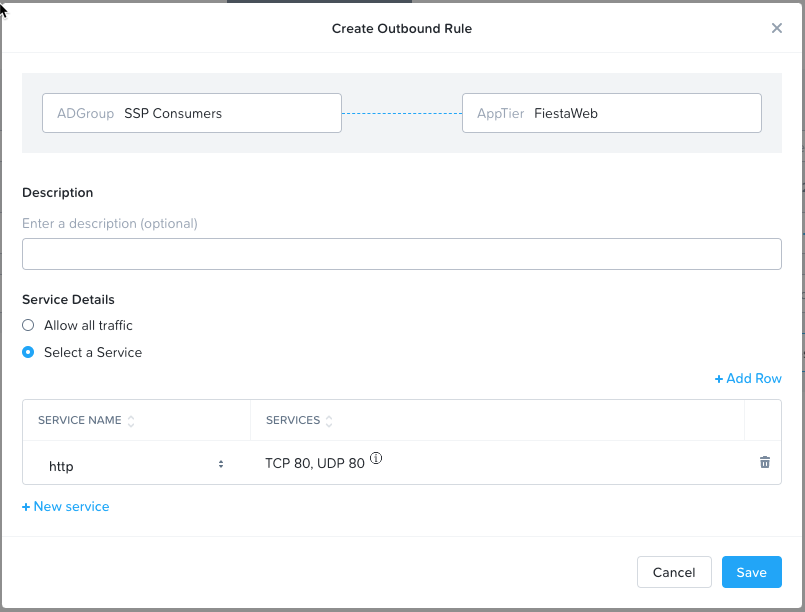 Create Outbound Rule
ADGroup SSP Consumers
AppTier FiestaWeb
Description
Enter a description (optional)
Service Details
Allow all traffic
Select a Service
+ Add Row
SERVICE NAME SERVICES
http TCP 80, UDP 80
+ New service
Cancel Save